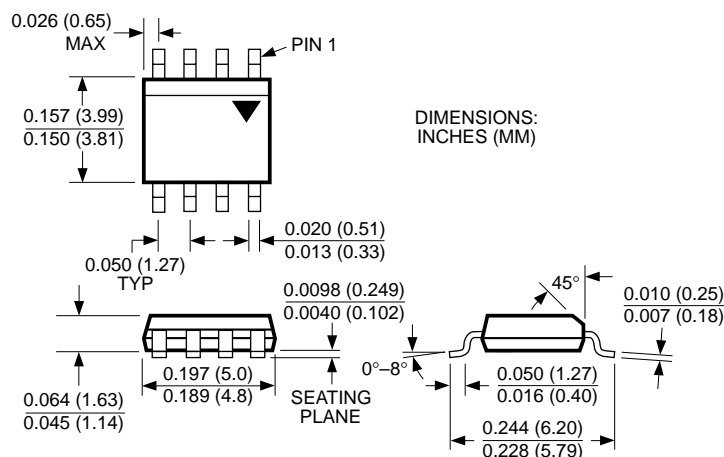 0.026 (0.65)
MAX
PIN 1
0.157 (3.99)
0.150 (3.81)
DIMENSIONS:
INCHES (MM)
0.020 (0.51)
0.013 (0.33)
0.050 (1.27)
TYP
0.0098 (0.249)
0.0040 (0.102)
45°
0.010 (0.25)
0.007 (0.18)
0°–8°
0.064 (1.63)
0.045 (1.14)
0.197 (5.0)
0.189 (4.8)
SEATING
PLANE
0.050 (1.27)
0.016 (0.40)
0.244 (6.20)
0.228 (5.79)